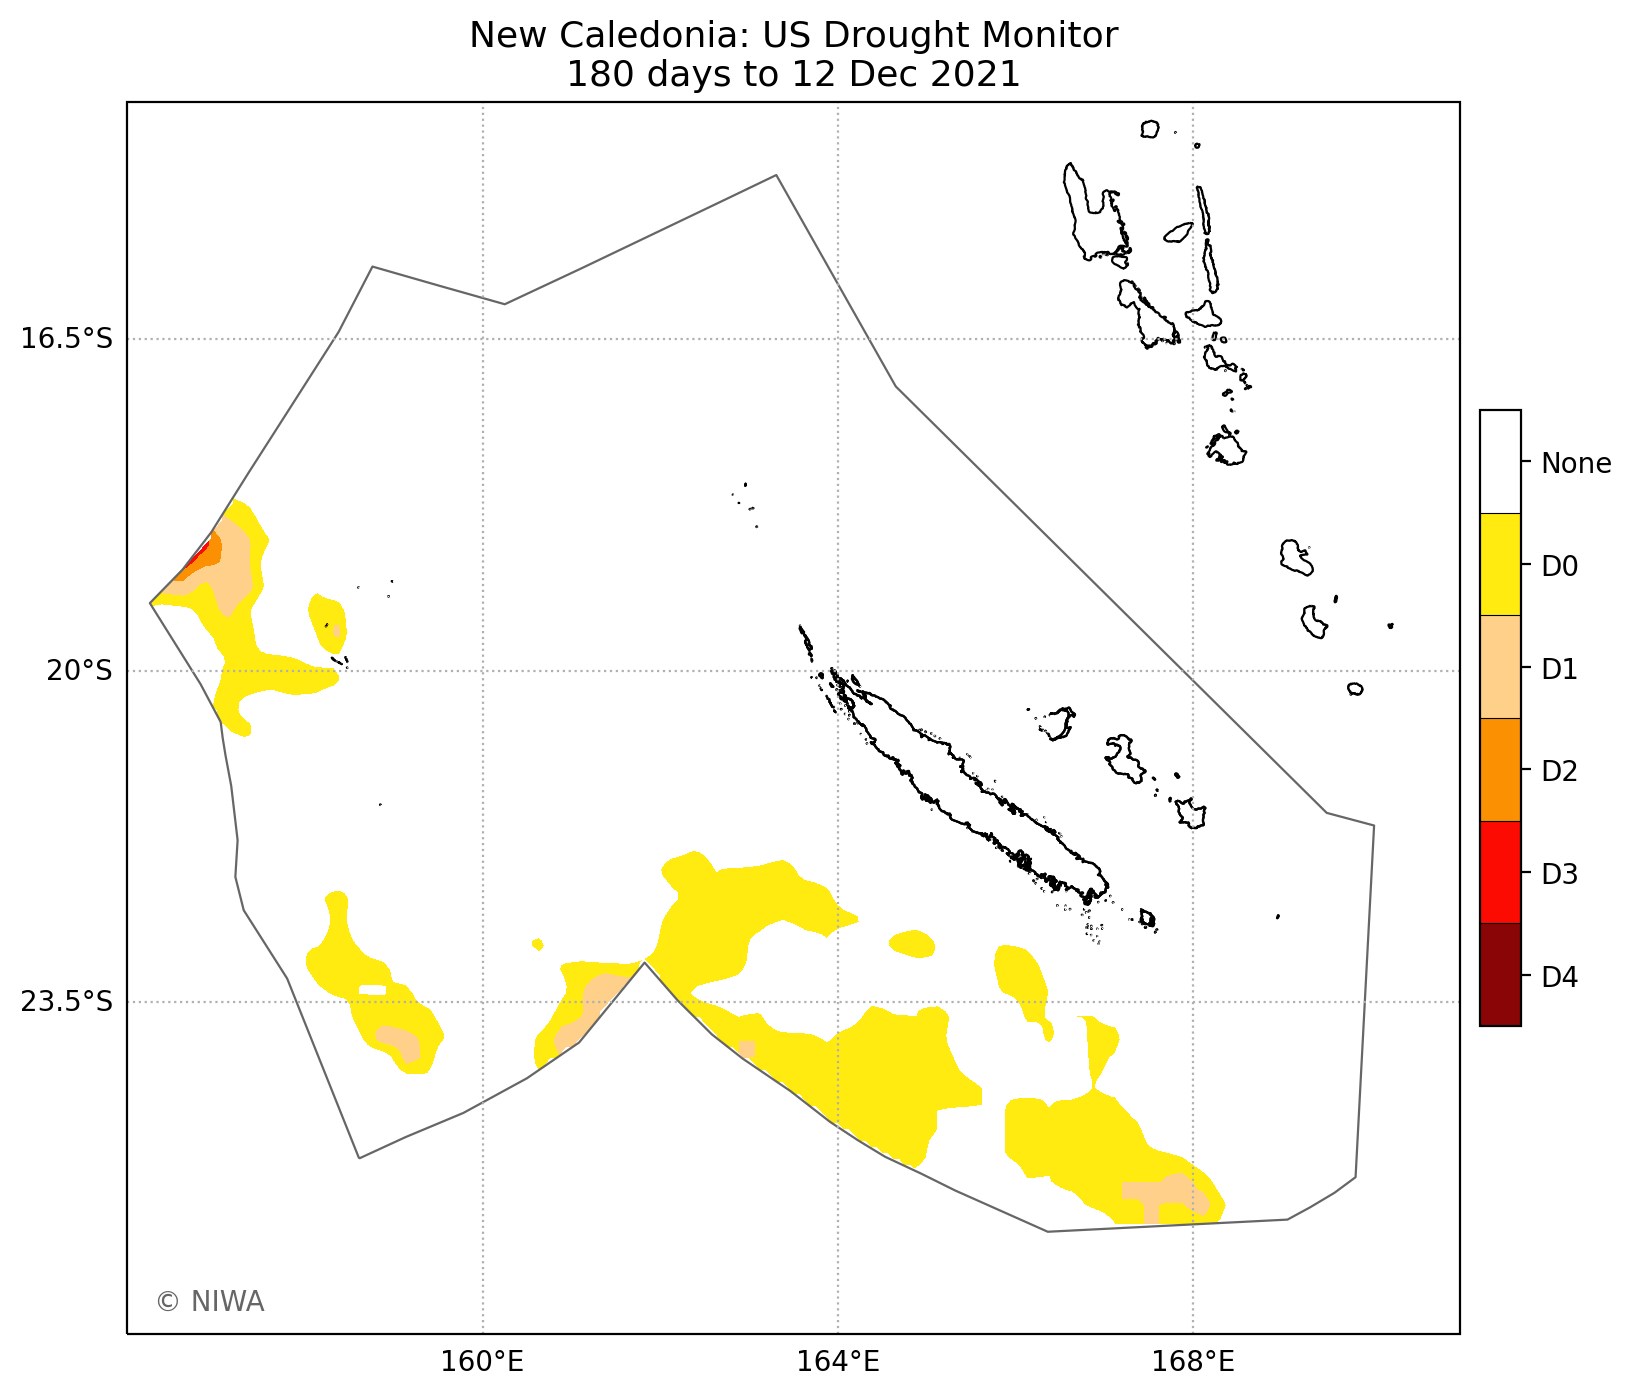 New Caledonia: US Drought Monitor
180 days to 12 Dec 2021
16.5°S
20°S
23.5°S
160°E
164°E
168°E
None
D0
D1
D2
D3
D4
© NIWA